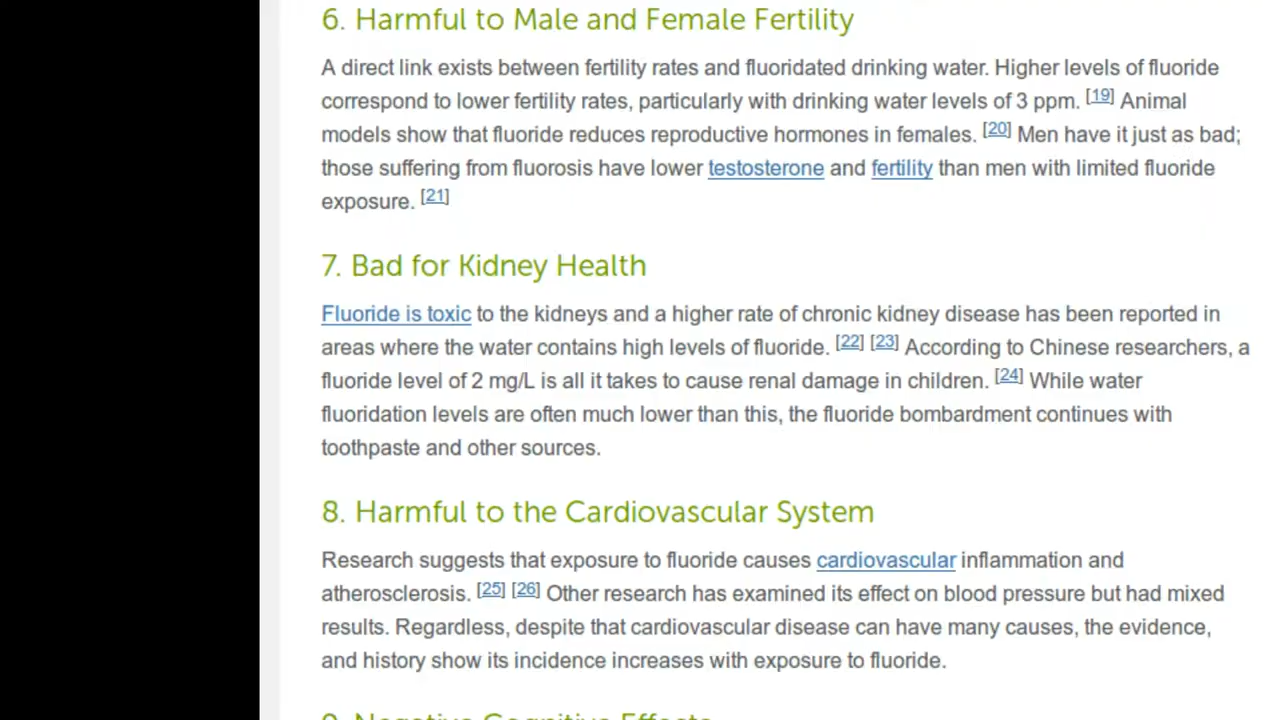 6. Harmful to Male and Female Fertility
A direct link exists between fertility rates and fluoridated drinking water. Higher levels of fluoride
correspond to lower fertility rates, particularly with drinking water levels of 3 ppm. [19] Animal
models show that fluoride reduces reproductive hormones in females. [20] Men have it just as bad;
those suffering from fluorosis have lower testosterone and fertility than men with limited fluoride
exposure. [21]
7. Bad for Kidney Health
Fluoride is toxic to the kidneys and a higher rate of chronic kidney disease has been reported in
areas where the water contains high levels of fluoride. [22] [23] According to Chinese researchers, a
fluoride level of 2 mg/L is all it takes to cause renal damage in children. [24] While water
fluoridation levels are often much lower than this, the fluoride bombardment continues with
toothpaste and other sources.
8. Harmful to the Cardiovascular System
Research suggests that exposure to fluoride causes cardiovascular inflammation and
atherosclerosis. [25] [26] Other research has examined its effect on blood pressure but had mixed
results. Regardless, despite that cardiovascular disease can have many causes, the evidence,
and history show its incidence increases with exposure to fluoride.
9. Negative Cognitive Effects